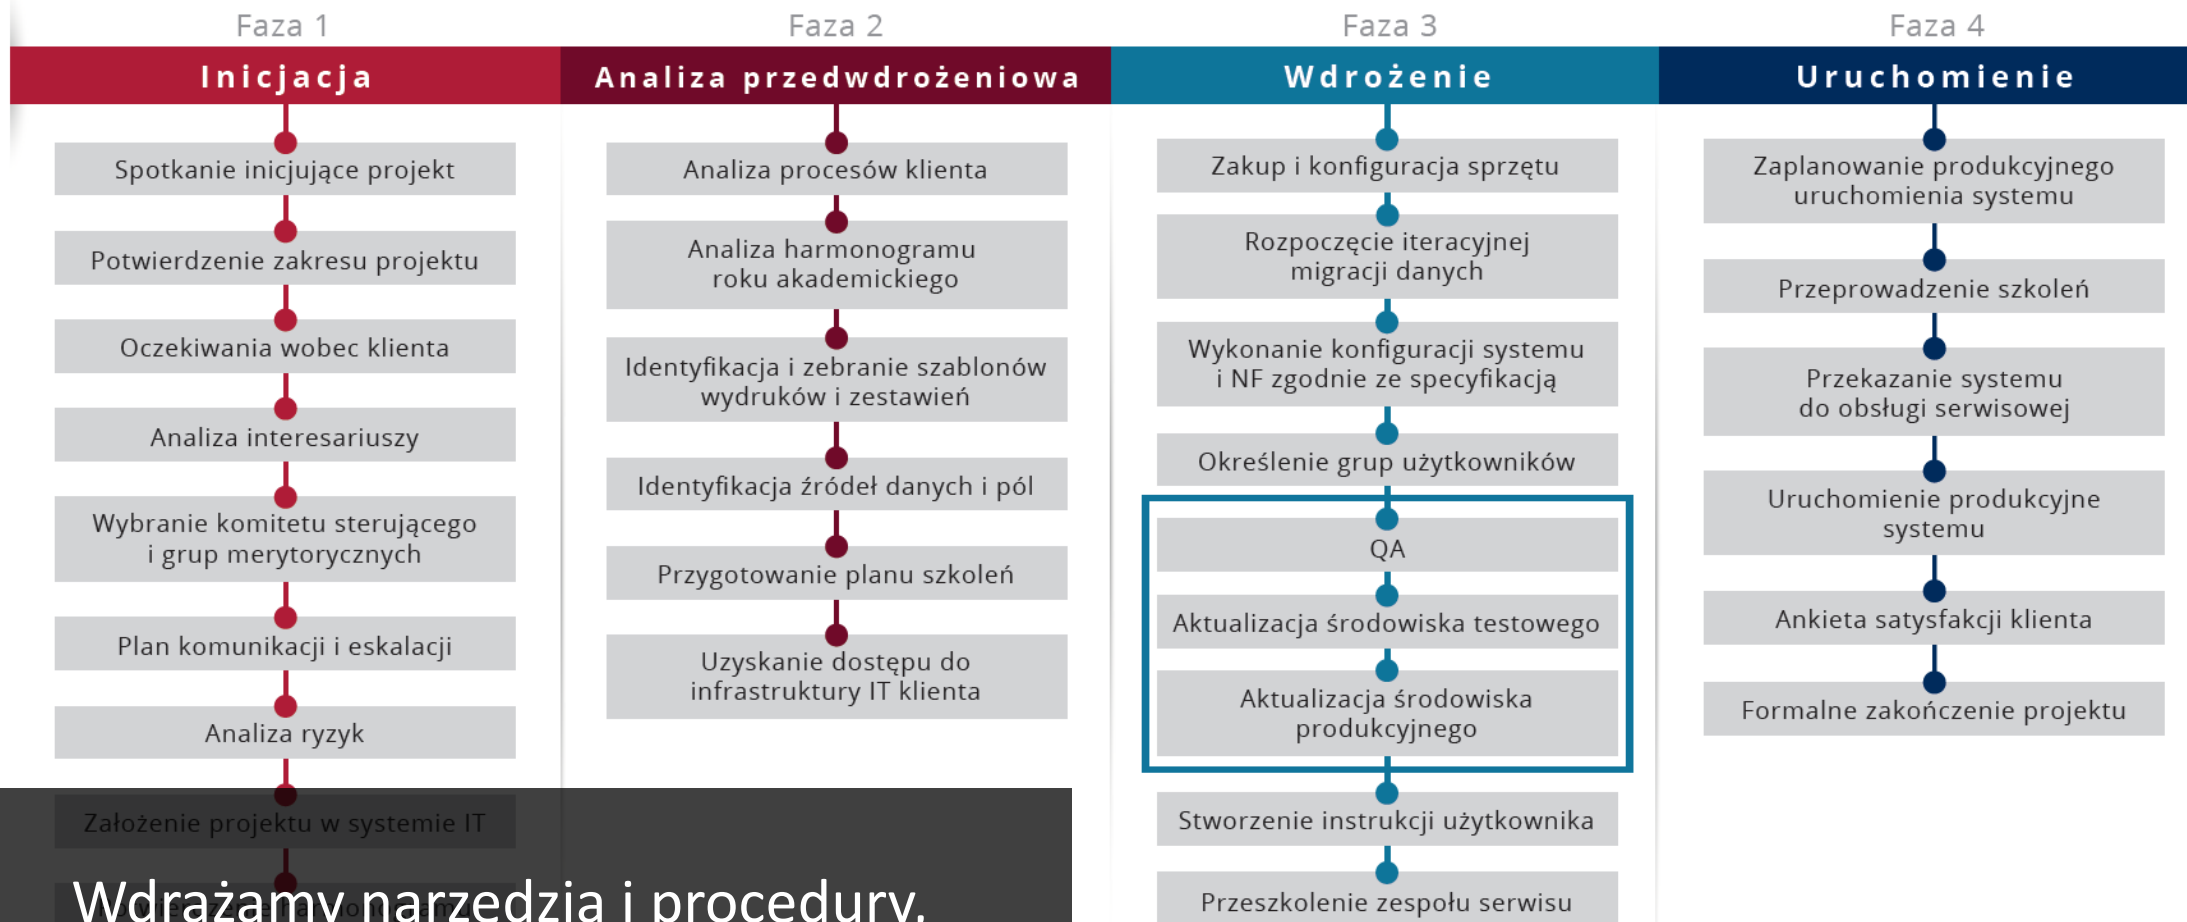 Faza 1
Inicjacja
Spotkanie inicjujące projekt
Potwierdzenie zakresu projektu
Oczekiwania wobec klienta
Analiza interesariuszy
Wybranie komitetu sterującego
i grup merytorycznych
Plan komunikacji i eskalacji
Analiza ryzyk
Założenie projektu w systemie IT
Faza 2
Analiza przedwdrożeniowa
Analiza procesów klienta
Analiza harmonogramu
roku akademickiego
Identyfikacja i zebranie szablonów
wydruków i zestawień
Identyfikacja źródeł danych i pól
Przygotowanie planu szkoleń
Uzyskanie dostępu do
infrastruktury IT klienta
Faza 3
Wdrożenie
Zakup i konfiguracja sprzętu
Rozpoczęcie iteracyjnej
migracji danych
Wykonanie konfiguracji systemu
i NF zgodnie ze specyfikacją
Określenie grup użytkowników
QA
Aktualizacja środowiska testowego
Aktualizacja środowiska
produkcyjnego
Stworzenie instrukcji użytkownika
Przeszkolenie zespołu serwisu
Faza 4
Uruchomienie
Zaplanowanie produkcyjnego
uruchomienia systemu
Przeprowadzenie szkoleń
Przekazanie systemu
do obsługi serwisowej
Uruchomienie produkcyjne
systemu
Ankieta satysfakcji klienta
Formalne zakończenie projektu
Wdrażamy narzędzia i procedury.